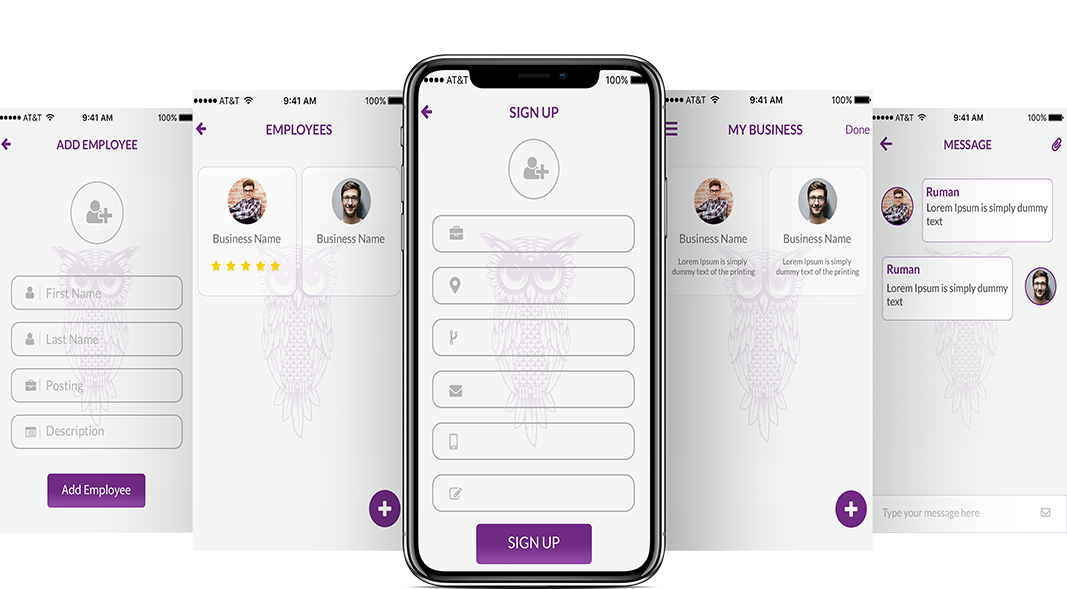 AT&T 9:41 AM 100%
ADD EMPLOYEE
First Name
Last Name
Posting
Description
Add Employee
AT&T 9:41 AM 100%
EMPLOYEES
Business Name
Business Name
AT&T 100%
SIGN UP
SIGN UP
AT&T 9:41 AM 100%
MY BUSINESS Done
Business Name
Lorem Ipsum is simply
dummy text of the printing
Business Name
Lorem Ipsum is simply
dummy text of the printing
AT&T 9:41 AM 100%
MESSAGE
Ruman
Lorem Ipsum is simply dummy
text
Ruman
Lorem Ipsum is simply dummy
text
Type your message here